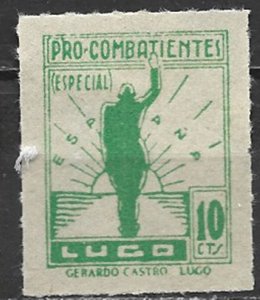 PRO-COMBATIENTES
(ESPECIAL)
ESPAÑA
10
CTS
LUGO
GERARDO CASTRO LUGO